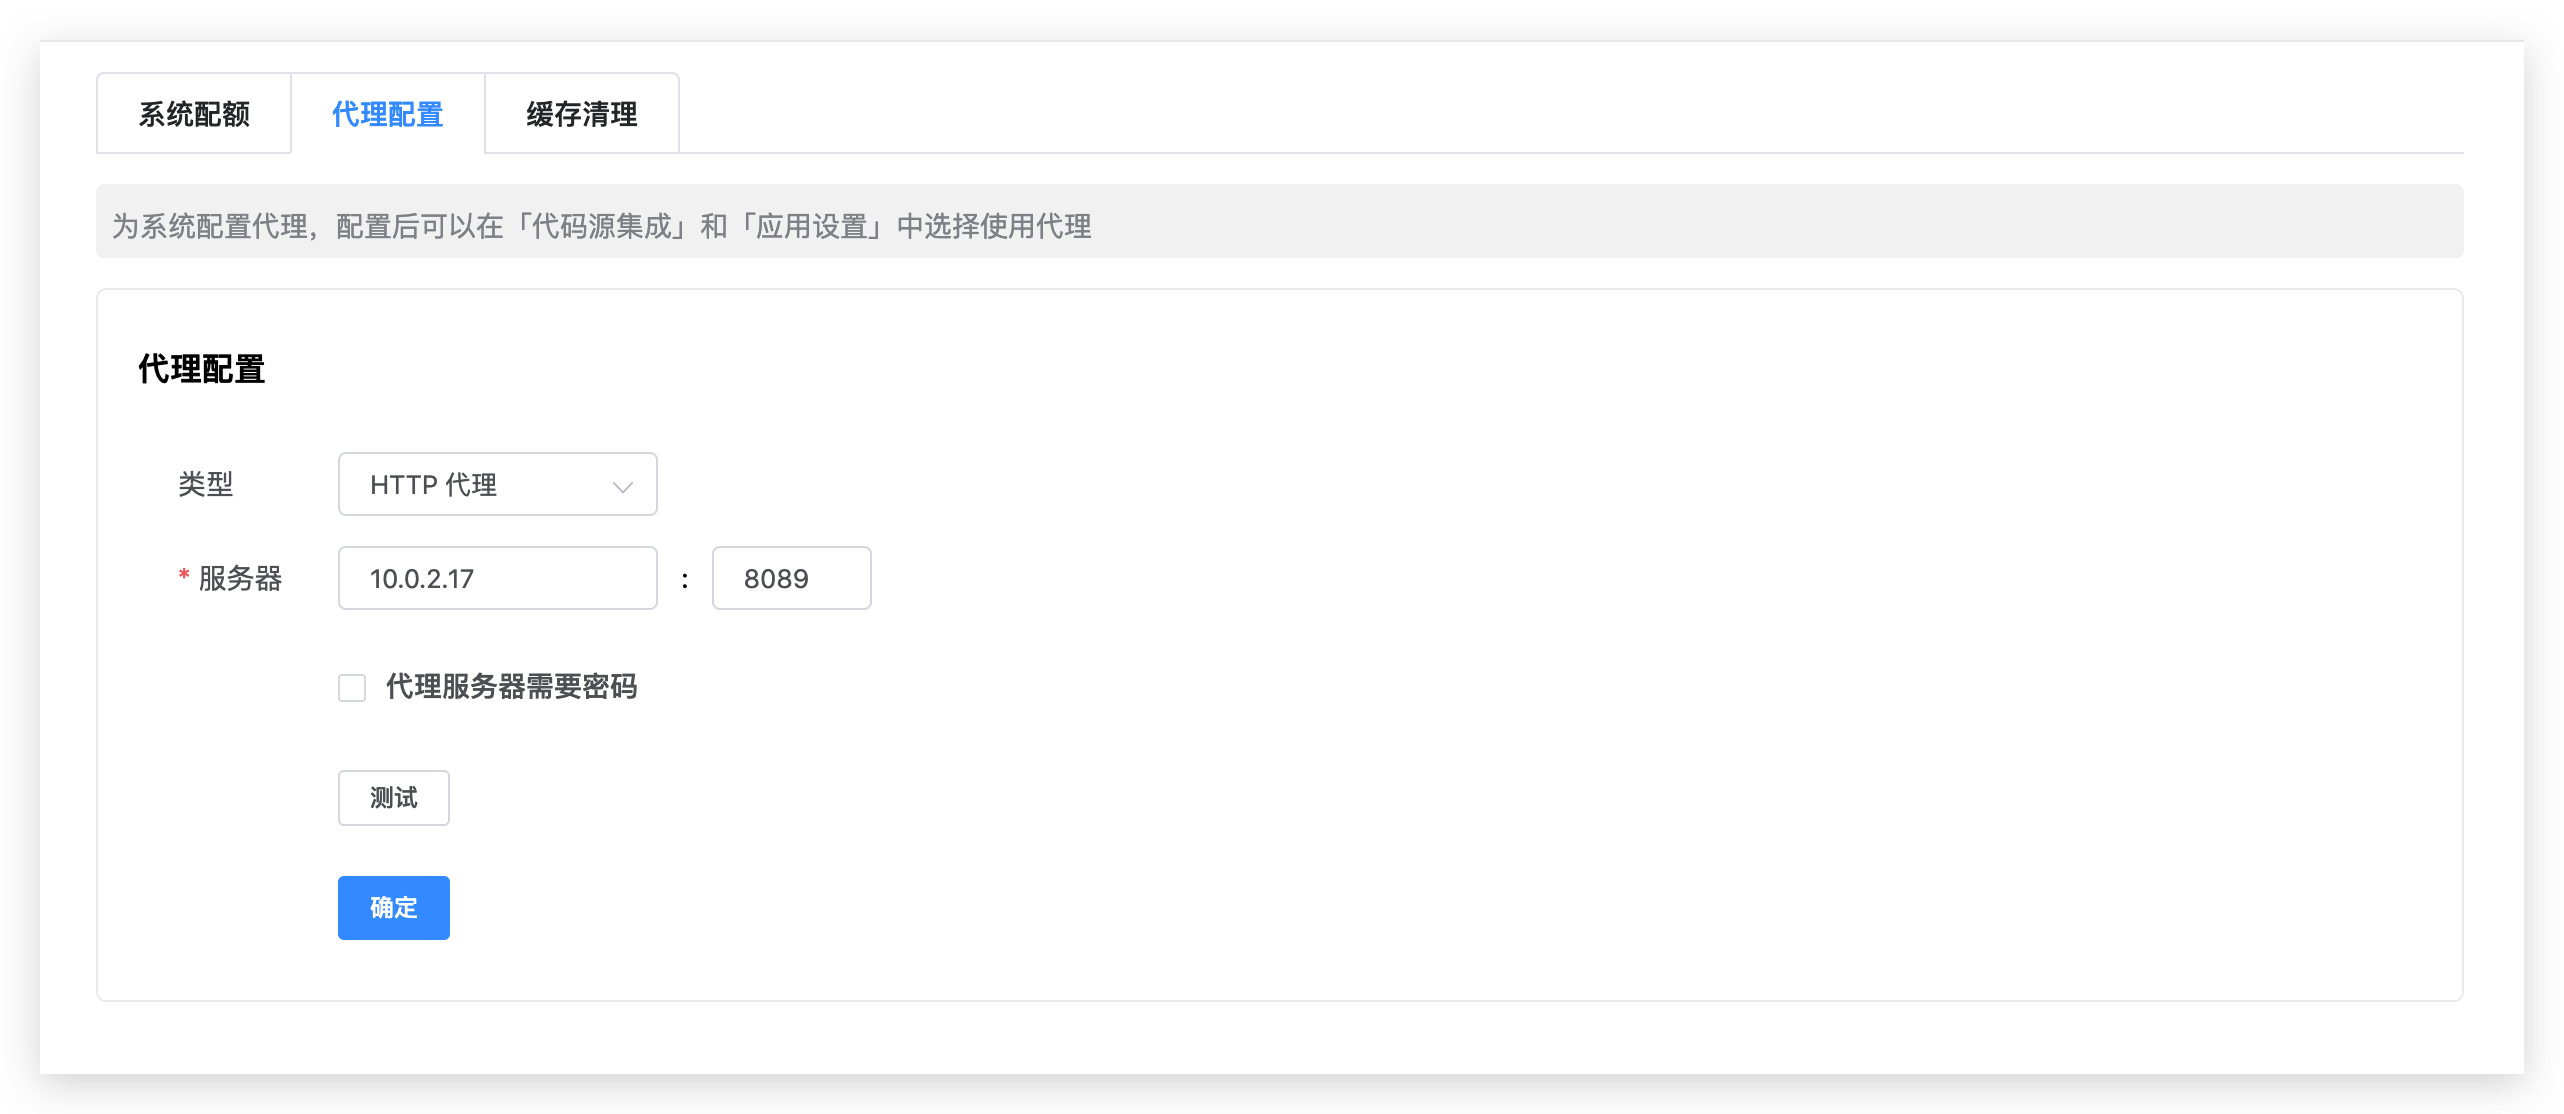 系统配额 代理配置 缓存清理
为系统配置代理，配置后可以在「代码源集成」和「应用设置」中选择使用代理
代理配置
类型 HTTP 代理
* 服务器 10.0.2.17 : 8089
代理服务器需要密码
测试
确定